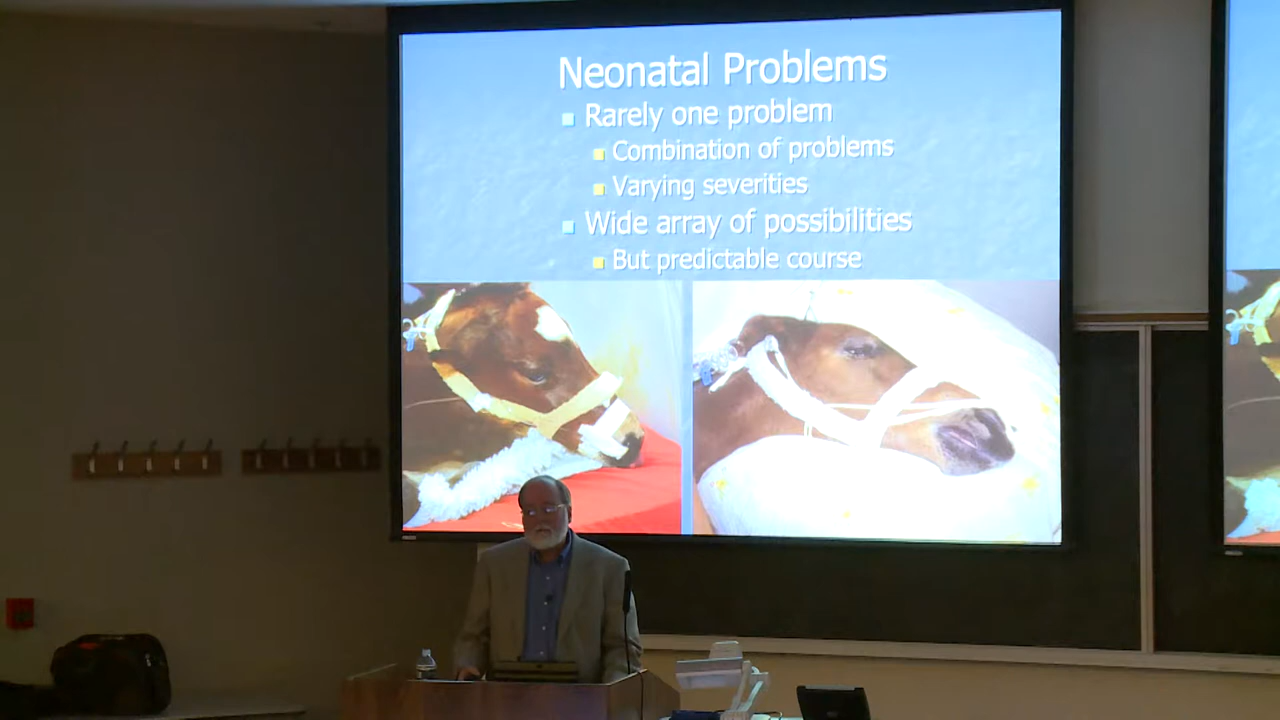 Neonatal Problems
Rarely one problem
Combination of problems
Varying severities
Wide array of possibilities
But predictable course